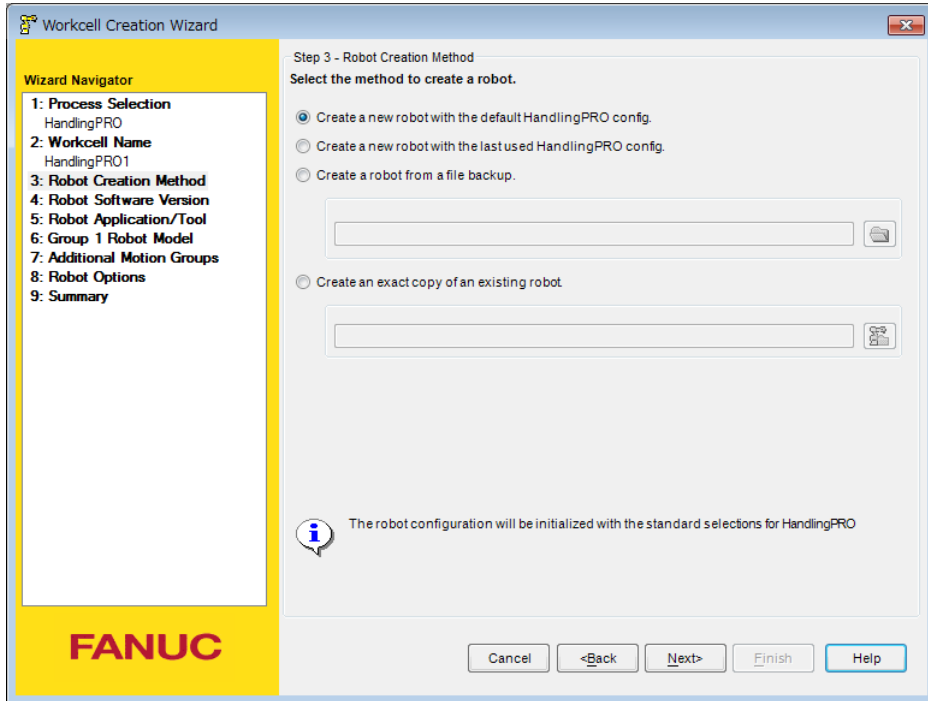 Workcell Creation Wizard
Wizard Navigator
1: Process Selection
HandlingPRO
2: Workcell Name
HandlingPRO1
3: Robot Creation Method
4: Robot Software Version
5: Robot Application/Tool
6: Group 1 Robot Model
7: Additional Motion Groups
8: Robot Options
9: Summary
FANUC
Step 3 - Robot Creation Method
Select the method to create a robot.
Create a new robot with the default HandlingPRO config.
Create a new robot with the last used HandlingPRO config.
Create a robot from a file backup.
Create an exact copy of an existing robot.
The robot configuration will be initialized with the standard selections for HandlingPRO
Cancel
<Back
Next>
Finish
Help